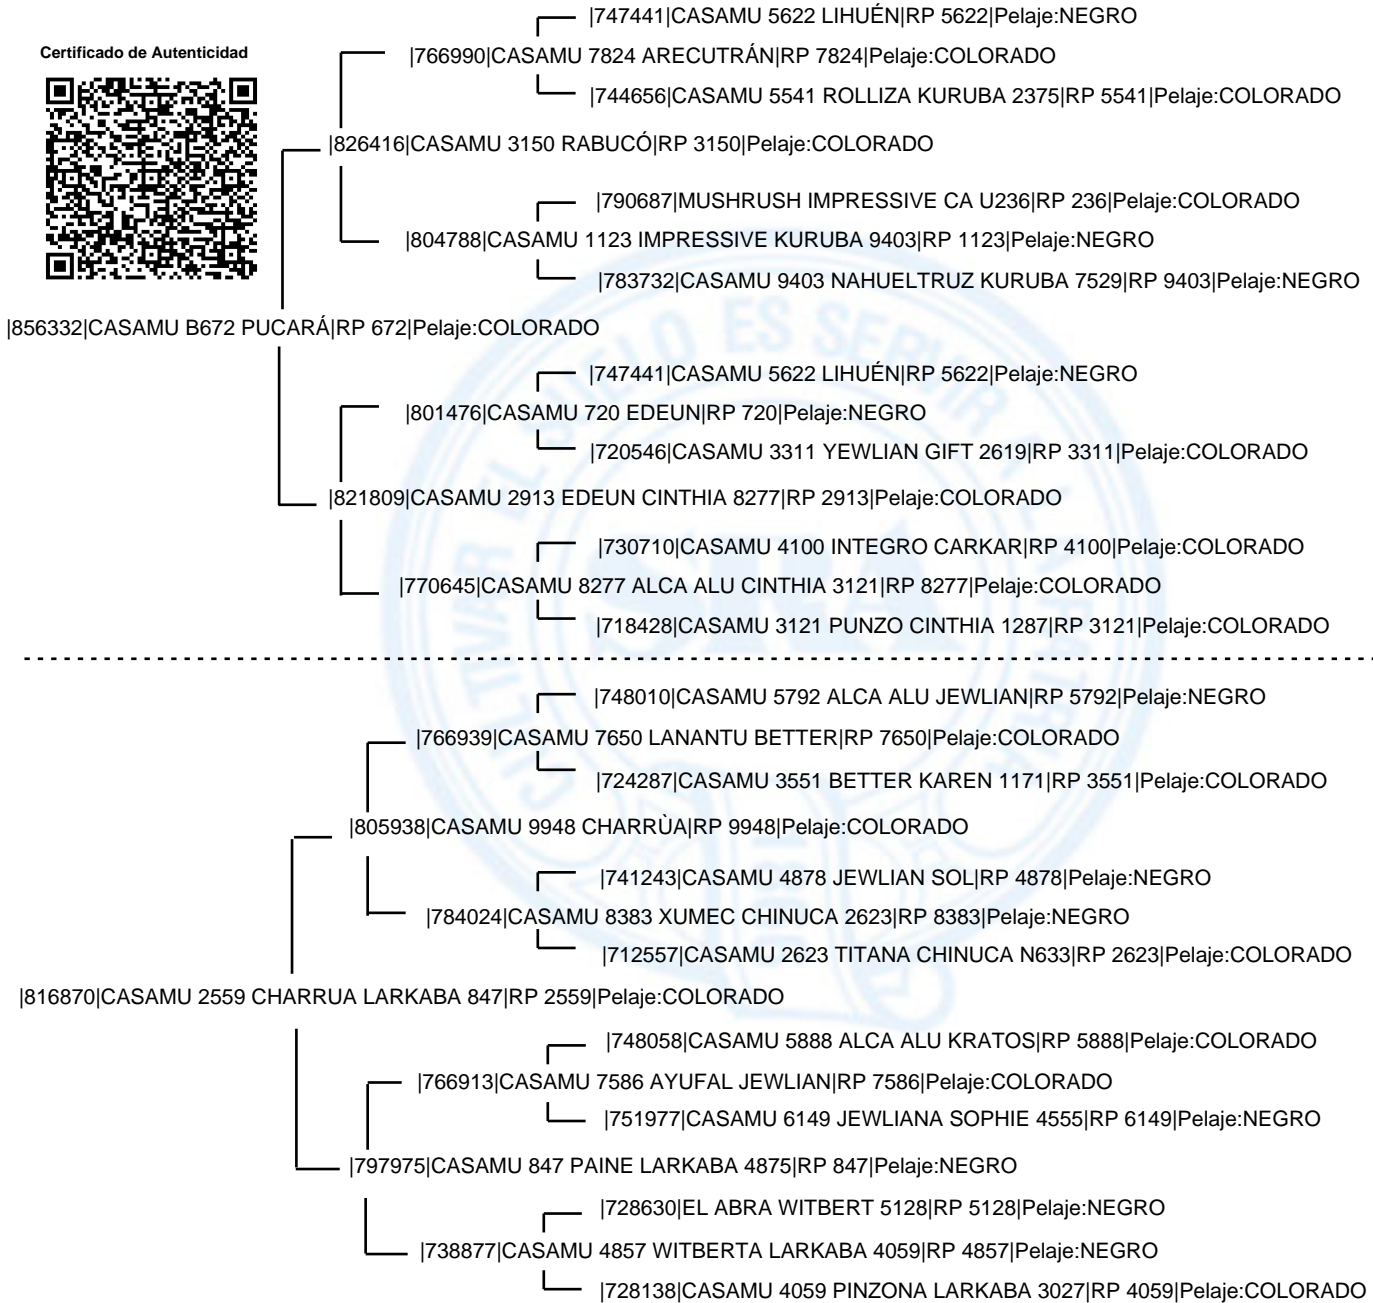 |747441|CASAMU 5622 LIHUÉN|RP 5622|Pelaje:NEGRO
Certificado de Autenticidad
|766990|CASAMU 7824 ARECUTRÁN|RP 7824|Pelaje:COLORADO
|744656|CASAMU 5541 ROLLIZA KURUBA 2375|RP 5541|Pelaje:COLORADO
|826416|CASAMU 3150 RABUCÓ|RP 3150|Pelaje:COLORADO
|790687|MUSHRUSH IMPRESSIVE CA U236|RP 236|Pelaje:COLORADO
|804788|CASAMU 1123 IMPRESSIVE KURUBA 9403|RP 1123|Pelaje:NEGRO
|783732|CASAMU 9403 NAHUELTRUZ KURUBA 7529|RP 9403|Pelaje:NEGRO
|856332|CASAMU B672 PUCARÁ|RP 672|Pelaje:COLORADO
|747441|CASAMU 5622 LIHUÉN|RP 5622|Pelaje:NEGRO
|801476|CASAMU 720 EDEUN|RP 720|Pelaje:NEGRO
|720546|CASAMU 3311 YEWLIAN GIFT 2619|RP 3311|Pelaje:COLORADO
|821809|CASAMU 2913 EDEUN CINTHIA 8277|RP 2913|Pelaje:COLORADO
|730710|CASAMU 4100 INTEGRO CARKAR|RP 4100|Pelaje:COLORADO
|770645|CASAMU 8277 ALCA ALU CINTHIA 3121|RP 8277|Pelaje:COLORADO
|718428|CASAMU 3121 PUNZO CINTHIA 1287|RP 3121|Pelaje:COLORADO
|748010|CASAMU 5792 ALCA ALU JEWLIAN|RP 5792|Pelaje:NEGRO
|766939|CASAMU 7650 LANANTU BETTER|RP 7650|Pelaje:COLORADO
|724287|CASAMU 3551 BETTER KAREN 1171|RP 3551|Pelaje:COLORADO
|805938|CASAMU 9948 CHARRÙA|RP 9948|Pelaje:COLORADO
|741243|CASAMU 4878 JEWLIAN SOL|RP 4878|Pelaje:NEGRO
|784024|CASAMU 8383 XUMEC CHINUCA 2623|RP 8383|Pelaje:NEGRO
|712557|CASAMU 2623 TITANA CHINUCA N633|RP 2623|Pelaje:COLORADO
|816870|CASAMU 2559 CHARRUA LARKABA 847|RP 2559|Pelaje:COLORADO
|748058|CASAMU 5888 ALCA ALU KRATOS|RP 5888|Pelaje:COLORADO
|766913|CASAMU 7586 AYUFAL JEWLIAN|RP 7586|Pelaje:COLORADO
|751977|CASAMU 6149 JEWLIANA SOPHIE 4555|RP 6149|Pelaje:NEGRO
|797975|CASAMU 847 PAINE LARKABA 4875|RP 847|Pelaje:NEGRO
|728630|EL ABRA WITBERT 5128|RP 5128|Pelaje:NEGRO
|738877|CASAMU 4857 WITBERTA LARKABA 4059|RP 4857|Pelaje:NEGRO
|728138|CASAMU 4059 PINZONA LARKABA 3027|RP 4059|Pelaje:COLORADO
CULTIVAR EL SUELO ES SERVIR A LA PATRIA
SRA
1866